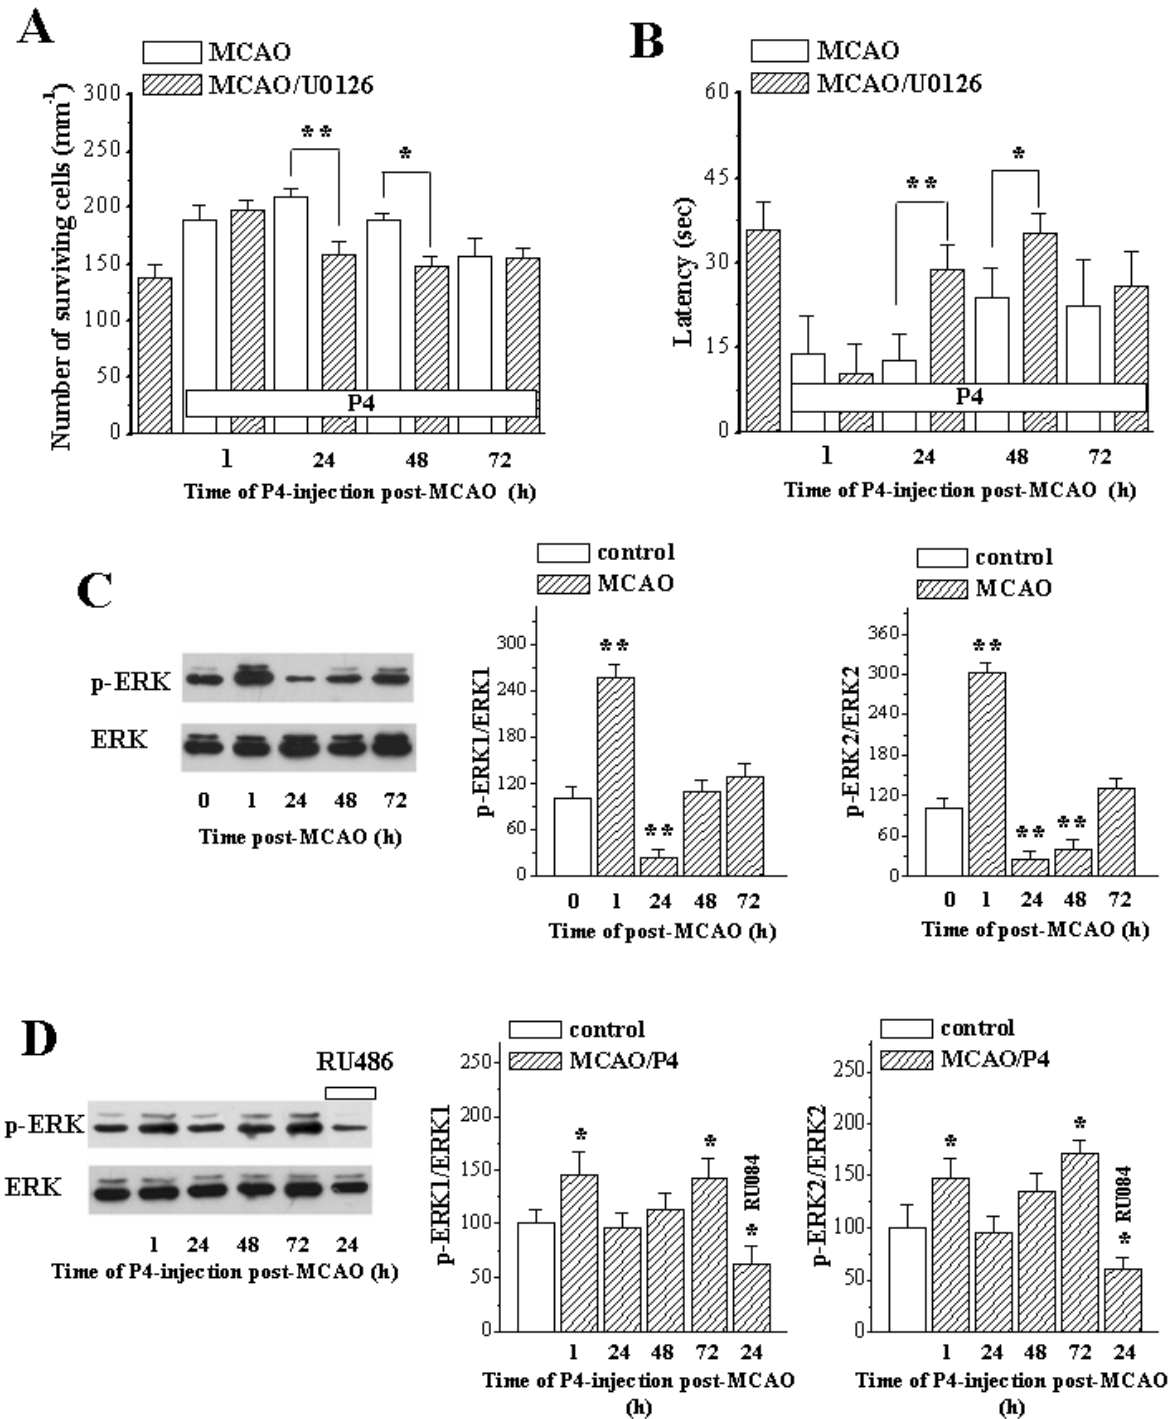 A
MCAO
MCAO/U0126
Number of surviving cells (mm⁻¹)
300
250
200
150
100
50
0
** 
*
P4
1 24 48 72
Time of P4-injection post-MCAO (h)
B
MCAO
MCAO/U0126
Latency (sec)
60
45
30
15
0
**
*
P4
1 24 48 72
Time of P4-injection post-MCAO (h)
C
p-ERK
ERK
0 1 24 48 72
Time post-MCAO (h)
control
MCAO
p-ERK1/ERK1
300
240
180
120
60
0
**
**
0 1 24 48 72
Time of post-MCAO (h)
control
MCAO
p-ERK2/ERK2
360
300
240
180
120
60
0
**
** **
0 1 24 48 72
Time of post-MCAO (h)
D
RU486
p-ERK
ERK
1 24 48 72 24
Time of P4-injection post-MCAO (h)
control
MCAO/P4
p-ERK1/ERK1
250
200
150
100
50
0
* *
* RU084
1 24 48 72 24
Time of P4-injection post-MCAO
(h)
control
MCAO/P4
p-ERK2/ERK2
250
200
150
100
50
0
* *
* RU084
1 24 48 72 24
Time of P4-injection post-MCAO
(h)